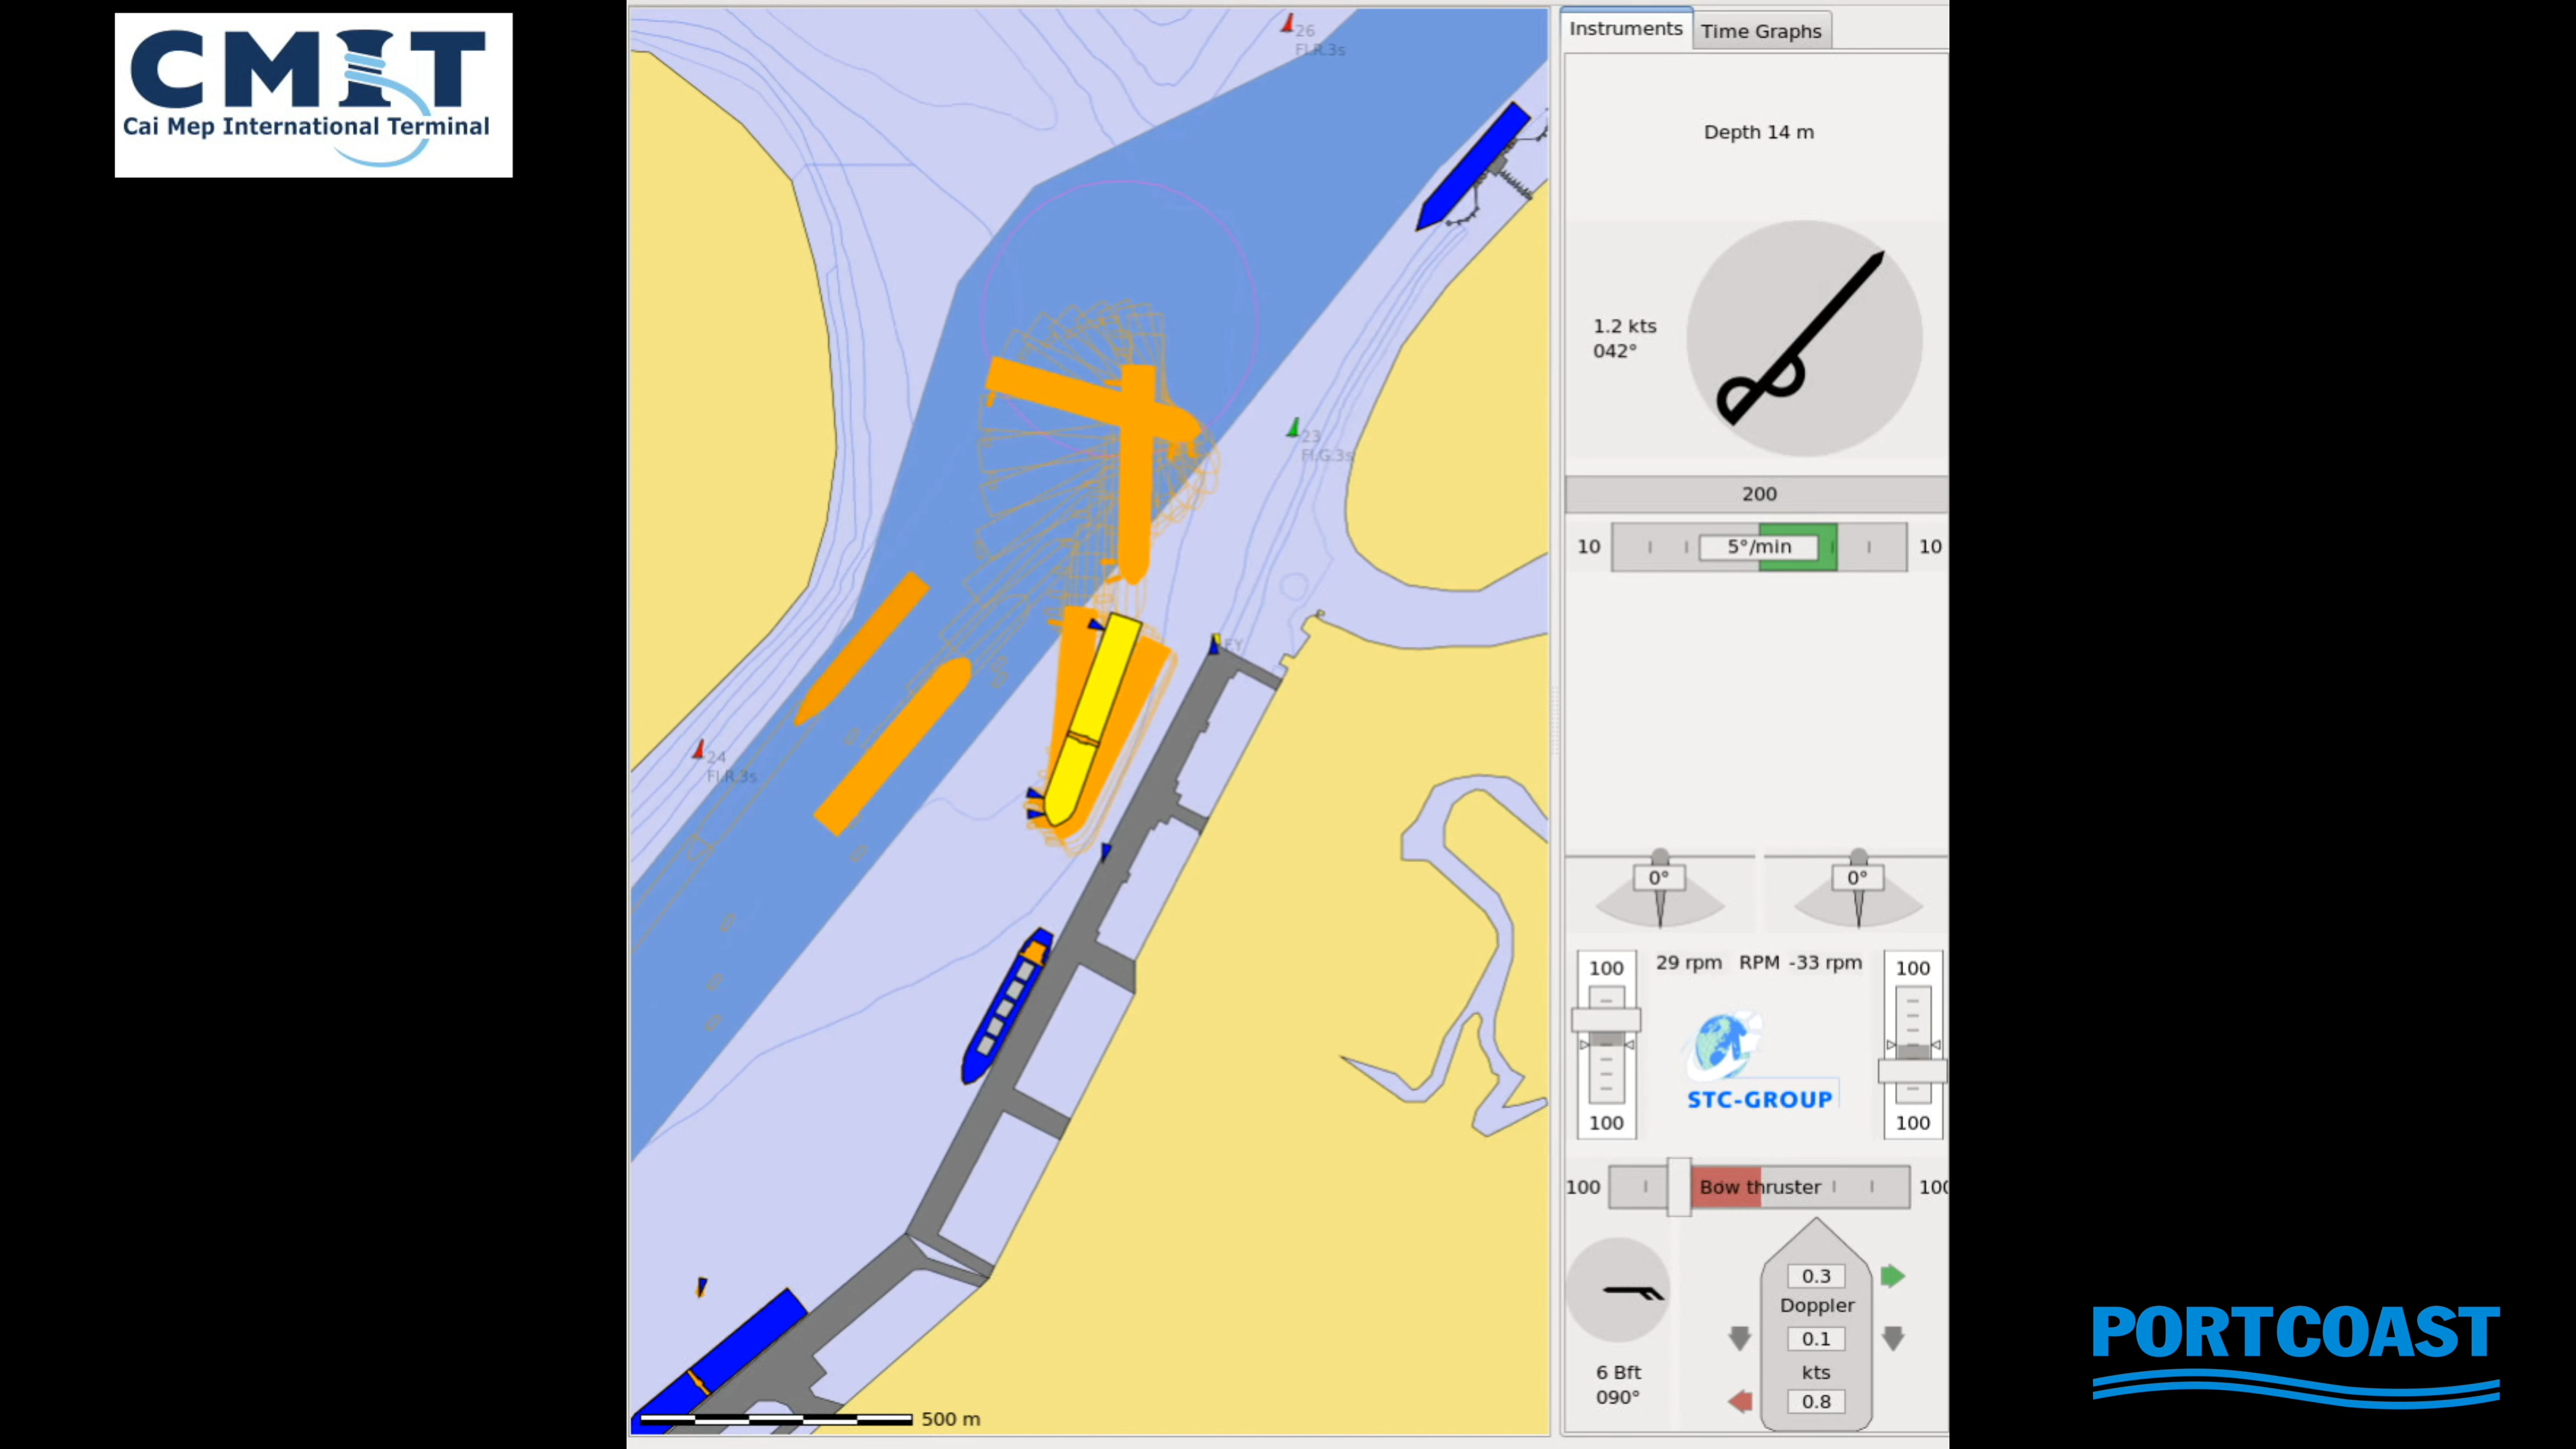 CMIT
Cai Mep International Terminal
26
Fl.R.3s
23
Fl.G.3s
24
Fl.R.3s
500 m
Instruments
Time Graphs
Depth 14 m
1.2 kts
042°
200
10
5°/min
10
0°
0°
100
29 rpm
RPM
-33 rpm
100
STC-GROUP
100
100
100
Bow thruster
0.3
Doppler
0.1
kts
0.8
6 Bft
090°
PORTCOAST